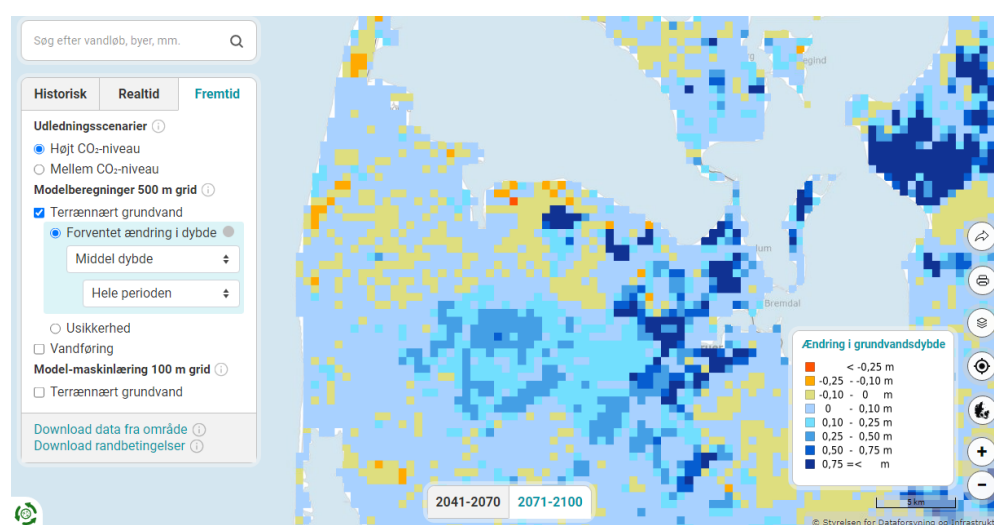 Søg efter vandløb, byer, mm.
Historisk Realtid Fremtid
Udledningsscenarier
Højt CO₂-niveau
Mellem CO₂-niveau
Modelberegninger 500 m grid
Terrænnært grundvand
Forventet ændring i dybde
Middel dybde
Hele perioden
Usikkerhed
Vandføring
Model-maskinlæring 100 m grid
Terrænnært grundvand
Download data fra område
Download randbetingelser
2041-2070 2071-2100
egind
lum
Bremdal
Ændring i grundvandsdybde
< -0,25 m
-0,25 - -0,10 m
-0,10 - 0 m
0 - 0,10 m
0,10 - 0,25 m
0,25 - 0,50 m
0,50 - 0,75 m
0,75 =< m
5 km
© Styrelsen for Dataforsyning og Infrastrukt